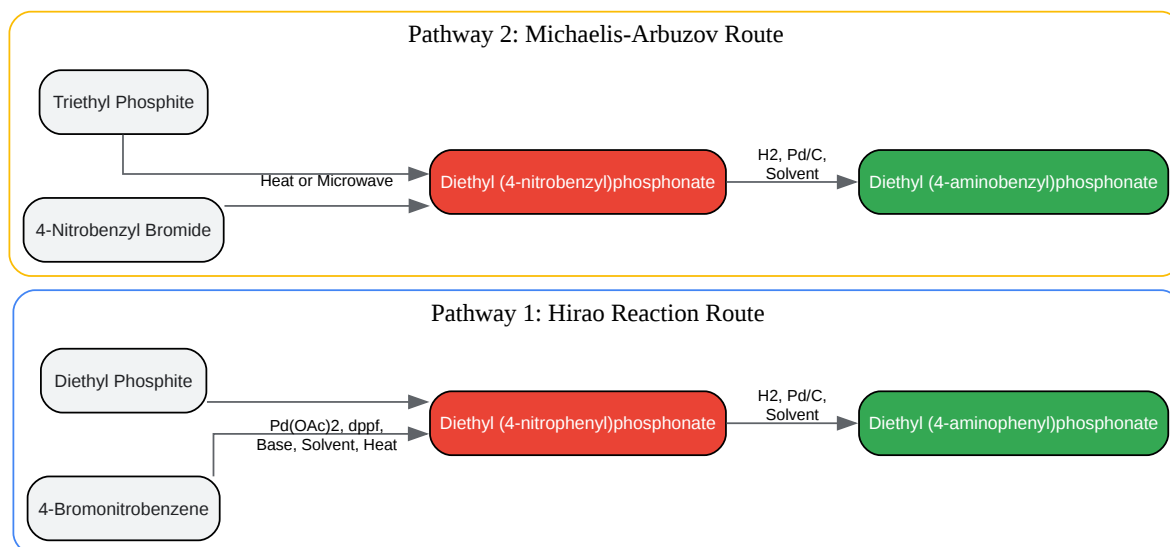 Pathway 2: Michaelis-Arbuzov Route
Triethyl Phosphite
Heat or Microwave
4-Nitrobenzyl Bromide
Diethyl (4-nitrobenzyl)phosphonate
H2, Pd/C,
Solvent
Diethyl (4-aminobenzyl)phosphonate
Pathway 1: Hirao Reaction Route
Diethyl Phosphite
Pd(OAc)2, dppf,
Base, Solvent, Heat
4-Bromonitrobenzene
Diethyl (4-nitrophenyl)phosphonate
H2, Pd/C,
Solvent
Diethyl (4-aminophenyl)phosphonate